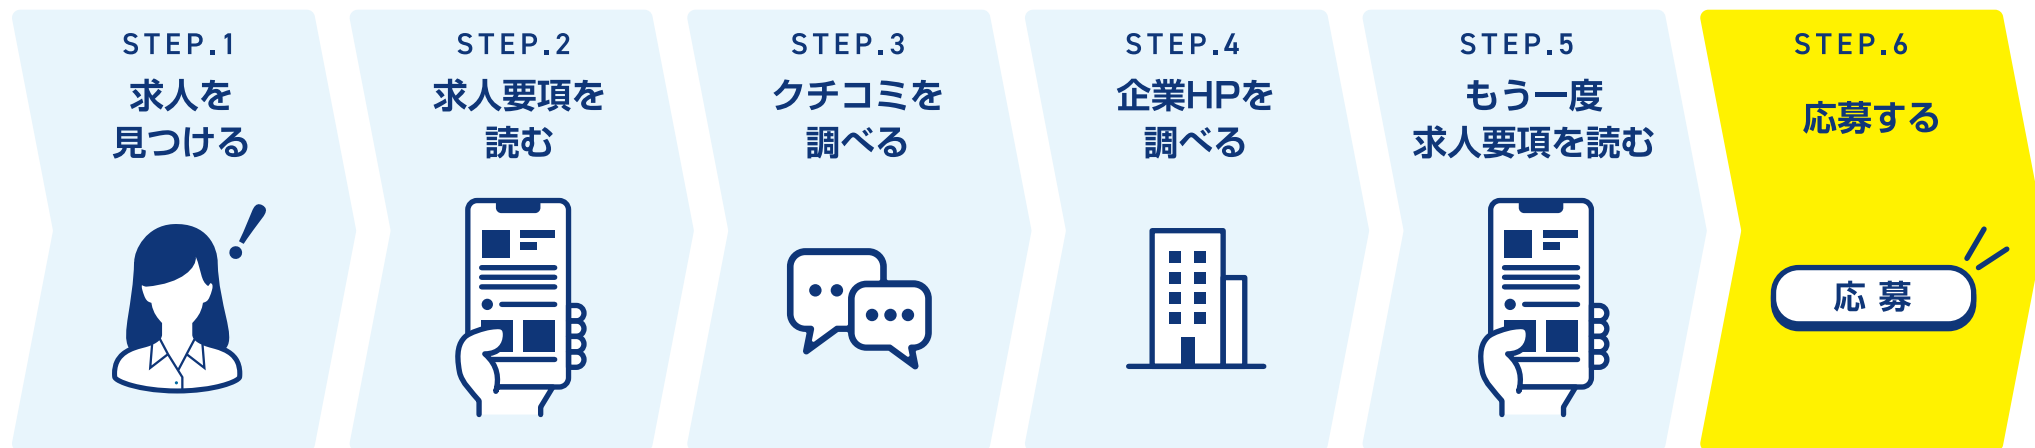 STEP.1
求人を
見つける
STEP.2
求人要項を
読む
STEP.3
クチコミを
調べる
STEP.4
企業HPを
調べる
STEP.5
もう一度
求人要項を読む
STEP.6
応募する
応募